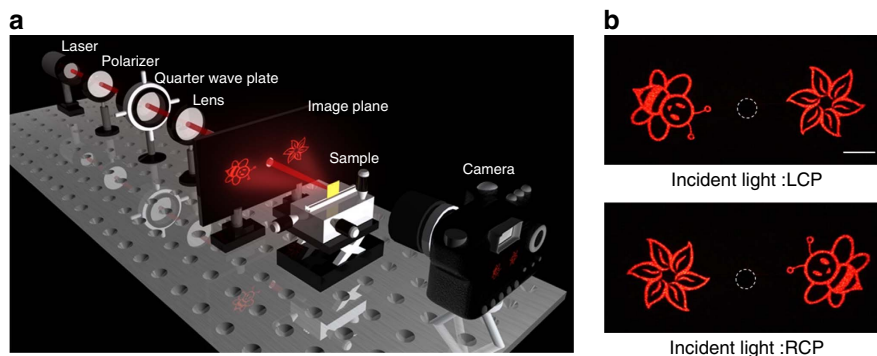 a
Laser
Polarizer
Quarter wave plate
Lens
Image plane
Sample
Camera
b
Incident light :LCP
Incident light :RCP